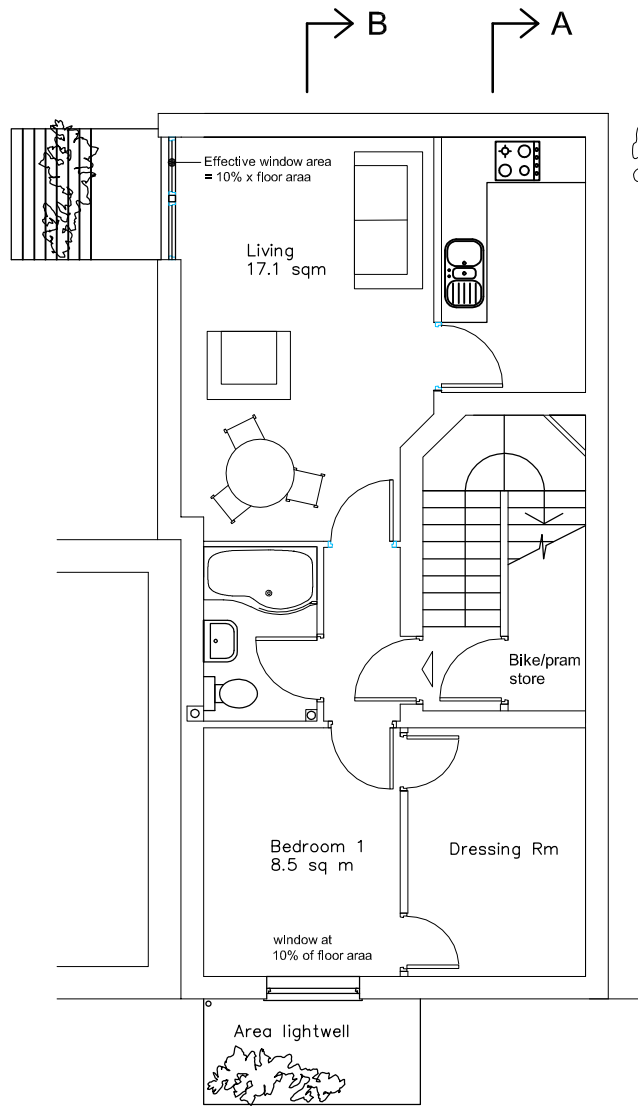 B
A
Effective window area
= 10% x floor araa
Living
17.1 sqm
Bike/pram
store
Bedroom 1
8.5 sq m
Dressing Rm
window at
10% of floor araa
Area lightwell